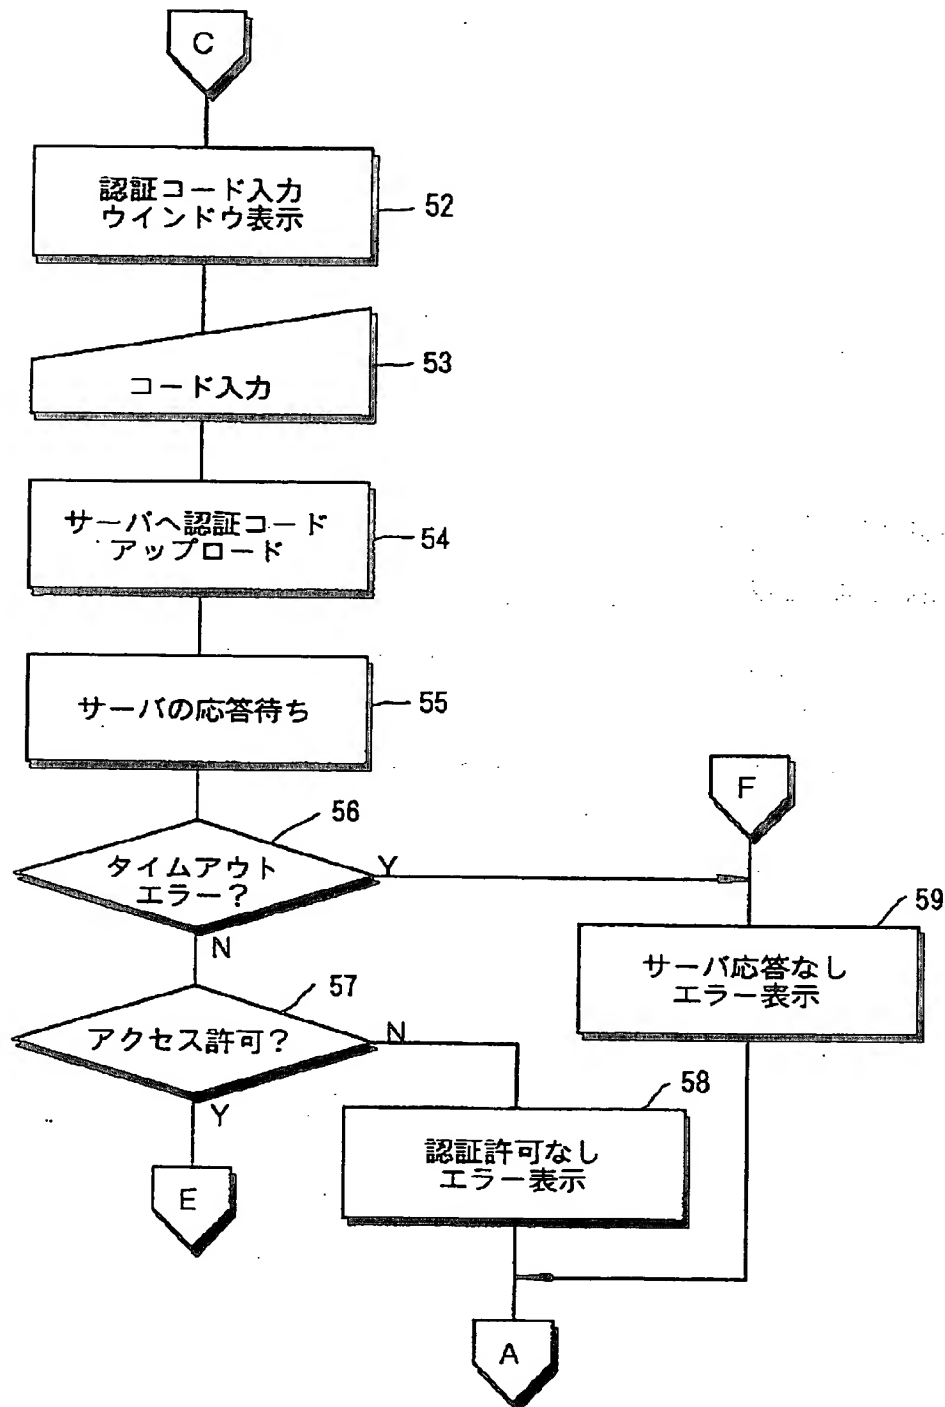 C
認証コード入力
ウインドウ表示
52
コード入力
53
サーバへ認証コード
アップロード
54
サーバの応答待ち
55
F
56
タイムアウト
エラー？
Y
N
59
サーバ応答なし
エラー表示
57
アクセス許可？
N
Y
58
認証許可なし
エラー表示
E
A